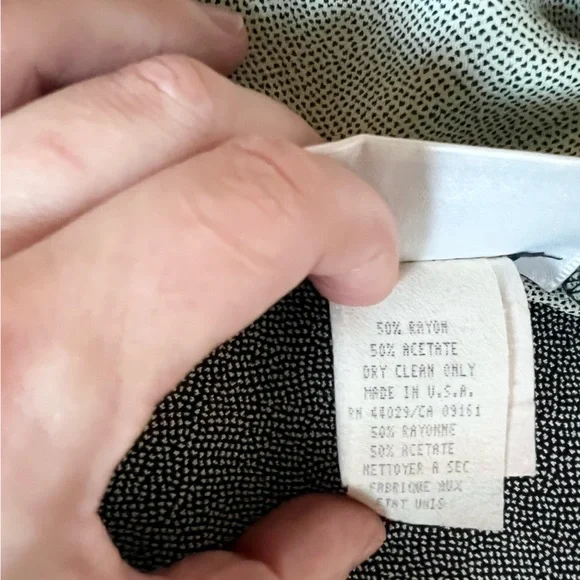 50% RAYON
50% ACETATE
DRY CLEAN ONLY
MADE IN U.S.A.
RN 44029/CA 09161
50% RAYONNE
50% ACETATE
NETTOYER A SEC
FABRIQUE AUX
ETAT UNIS